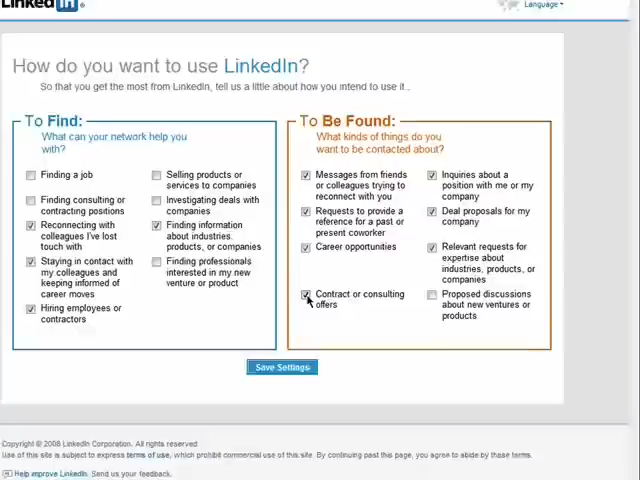 Linked in
Language
How do you want to use LinkedIn?
So that you get the most from LinkedIn, tell us a little about how you intend to use it..
To Find:
What can your network help you
with?
Finding a job
Finding consulting or
contracting positions
Reconnecting with
colleagues I've lost
touch with
Staying in contact with
my colleagues and
keeping informed of
career moves
Hiring employees or
contractors
Selling products or
services to companies
Investigating deals with
companies
Finding information
about industries,
products, or companies
Finding professionals
interested in my new
venture or product
To Be Found:
What kinds of things do you
want to be contacted about?
Messages from friends
or colleagues trying to
reconnect with you
Requests to provide a
reference for a past or
present coworker
Career opportunities
Contract or consulting
offers
Inquiries about a
position with me or my
company
Deal proposals for my
company
Relevant requests for
expertise about
industries, products, or
companies
Proposed discussions
about new ventures or
products
Save Settings
Copyright © 2008 LinkedIn Corporation. All rights reserved
Use of this site is subject to express terms of use, which prohibit commercial use of this site. By continuing past this page, you agree to abide by these terms.
Help improve LinkedIn. Send us your feedback.